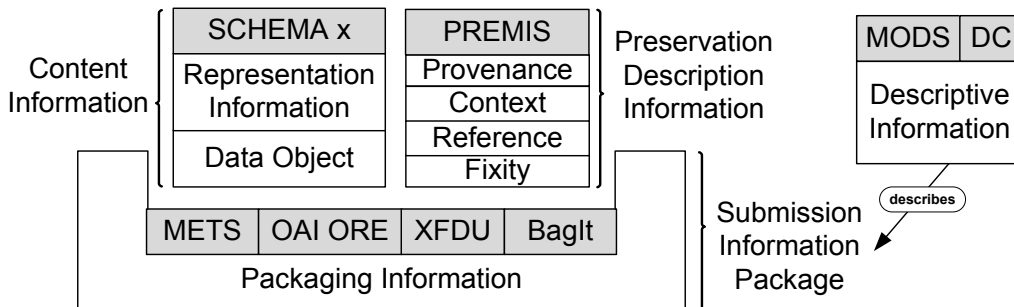 Content
Information
SCHEMA x
Representation
Information
Data Object
PREMIS
Provenance
Context
Reference
Fixity
Preservation
Description
Information
MODS
DC
Descriptive
Information
describes
METS
OAI ORE
XFDU
BagIt
Packaging Information
Submission
Information
Package